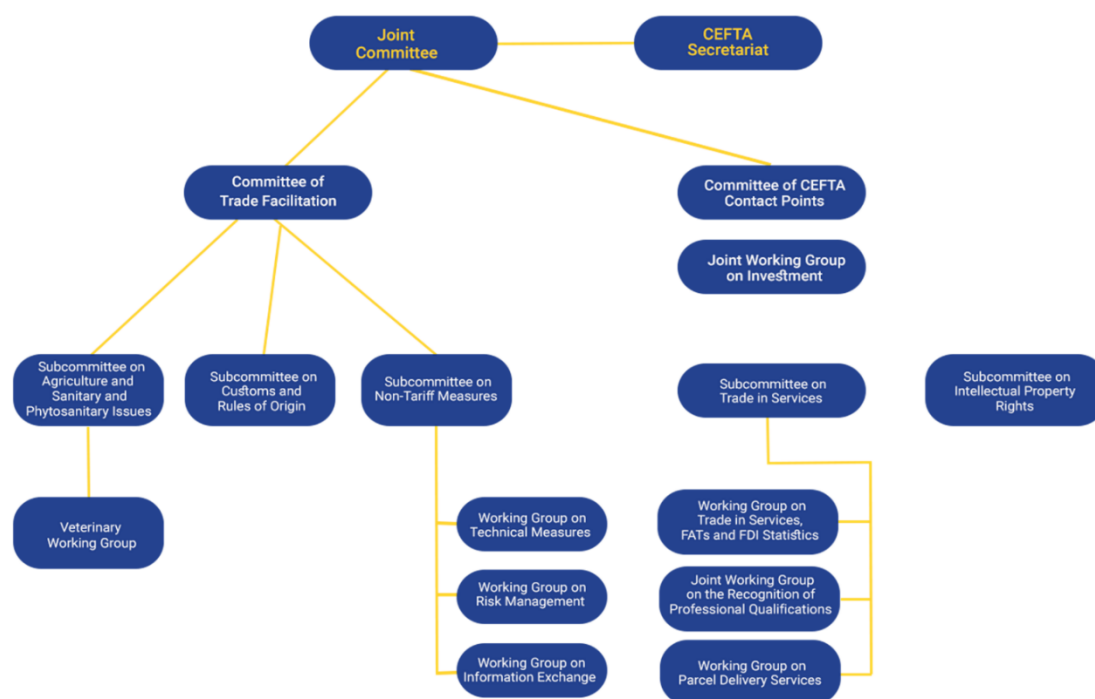 Joint
Committee
CEFTA
Secretariat
Committee of
Trade Facilitation
Committee of CEFTA
Contact Points
Joint Working Group
on Investment
Subcommittee on
Agriculture and
Sanitary and
Phytosanitary Issues
Subcommittee on
Customs and
Rules of Origin
Subcommittee on
Non-Tariff Measures
Subcommittee on
Trade in Services
Subcommittee on
Intellectual Property
Rights
Veterinary
Working Group
Working Group on
Technical Measures
Working Group on
Risk Management
Working Group on
Information Exchange
Working Group on
Trade in Services,
FATs and FDI Statistics
Joint Working Group
on the Recognition of
Professional Qualifications
Working Group on
Parcel Delivery Services